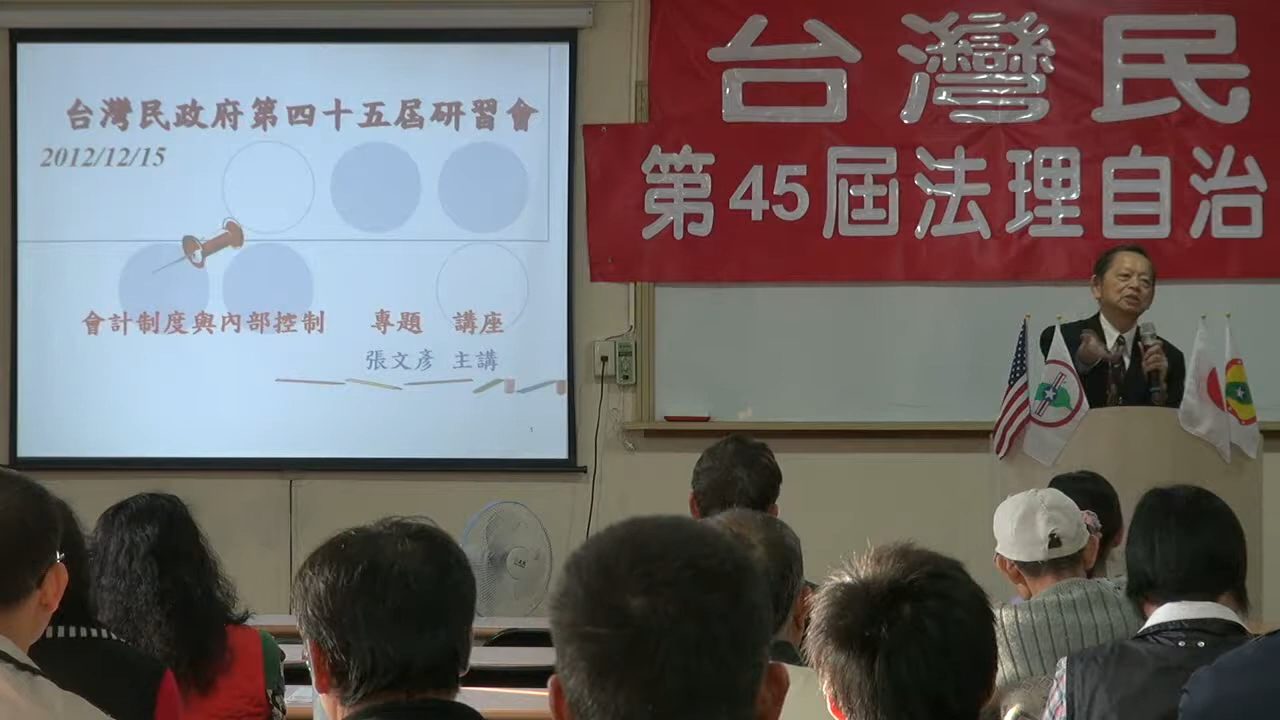 台灣民政府第四十五屆研習會
2012/12/15
會計制度與內部控制 專題 講座
張文彥 主講
台灣民
第45屆法理自治